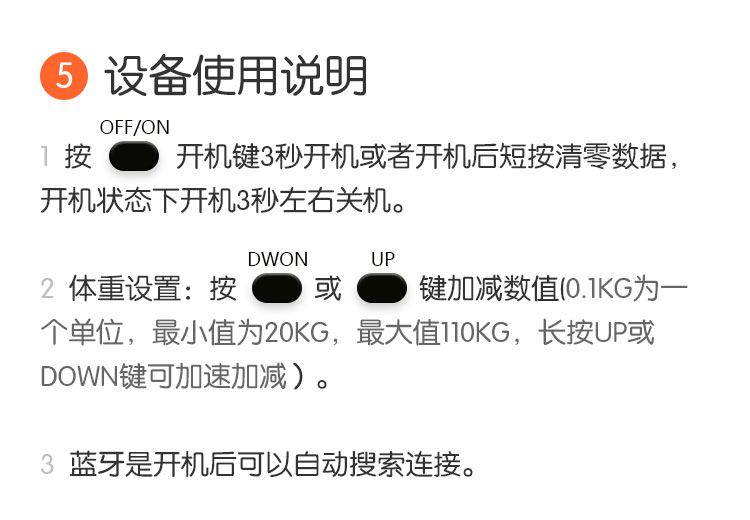 5 设备使用说明
OFF/ON
1 按 开机键3秒开机或者开机后短按清零数据，
开机状态下开机3秒左右关机。
DWON UP
2 体重设置：按 或 键加减数值(0.1KG为一
个单位，最小值为20KG，最大值110KG，长按UP或
DOWN键可加速加减）。
3 蓝牙是开机后可以自动搜索连接。